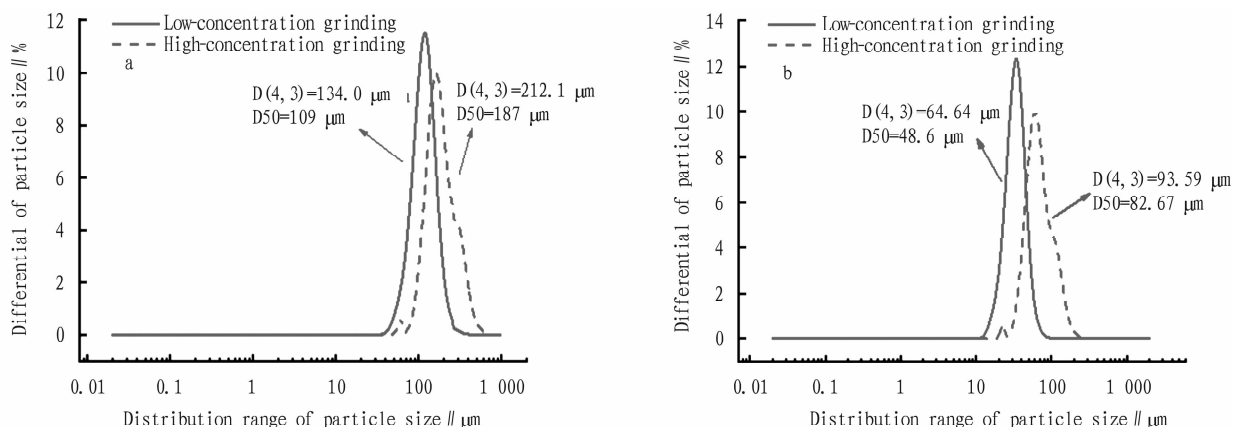 Low-concentration grinding
High-concentration grinding
a
D(4, 3)=134.0 μm
D50=109 μm
D(4, 3)=212.1 μm
D50=187 μm
Differential of particle size∥%
12
10
8
6
4
2
0
0.01 0.1 1 10 100 1 000
Distribution range of particle size∥μm
Low-concentration grinding
High-concentration grinding
b
D(4, 3)=64.64 μm
D50=48.6 μm
D(4, 3)=93.59 μm
D50=82.67 μm
Differential of particle size∥%
14
12
10
8
6
4
2
0
0.01 0.1 1 10 100 1 000
Distribution range of particle size∥μm